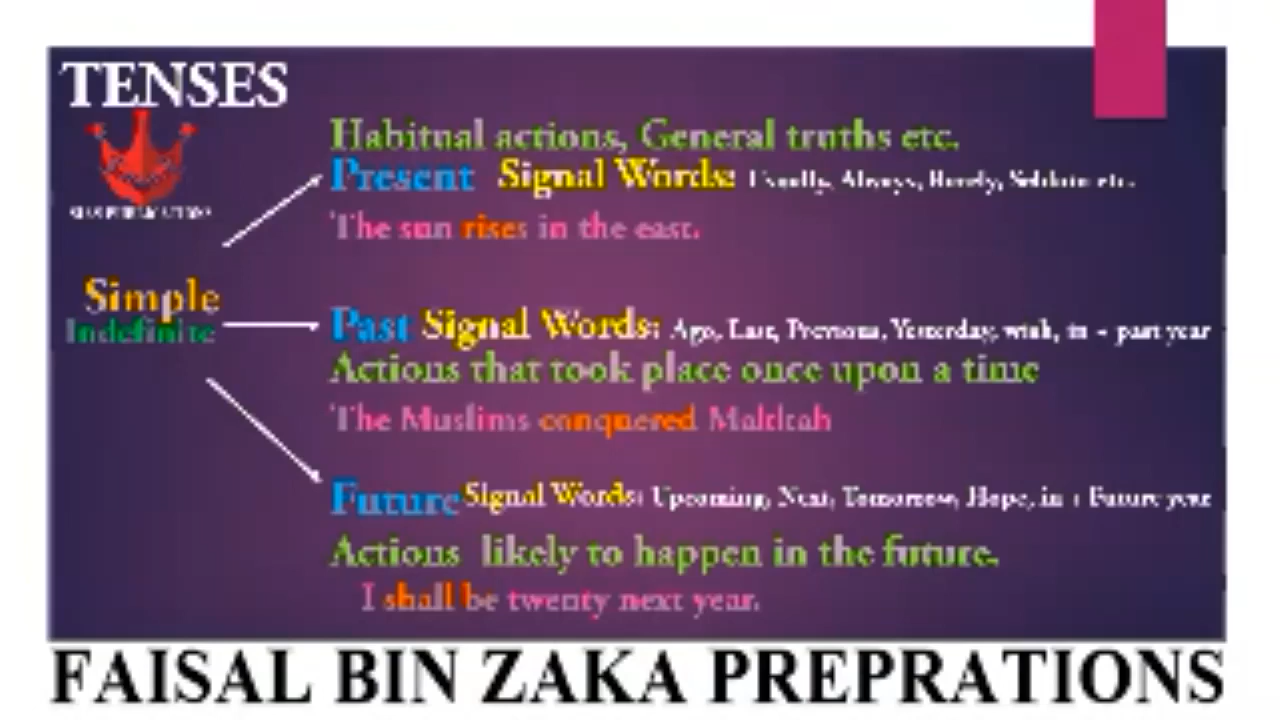 TENSES
Habitual actions, General truths etc.
Present Signal Words: Usually, Always, Rarely, Seldom etc.
The sun rises in the east.
Simple
Indefinite
Past Signal Words: Ago, Last, Previous, Yesterday, wish, in + past year
Actions that took place once upon a time
The Muslims conquered Makkah
Future Signal Words: Upcoming, Next, Tomorrow, Hope, in + Future year
Actions likely to happen in the future.
I shall be twenty next year.
FAISAL BIN ZAKA PREPRATIONS